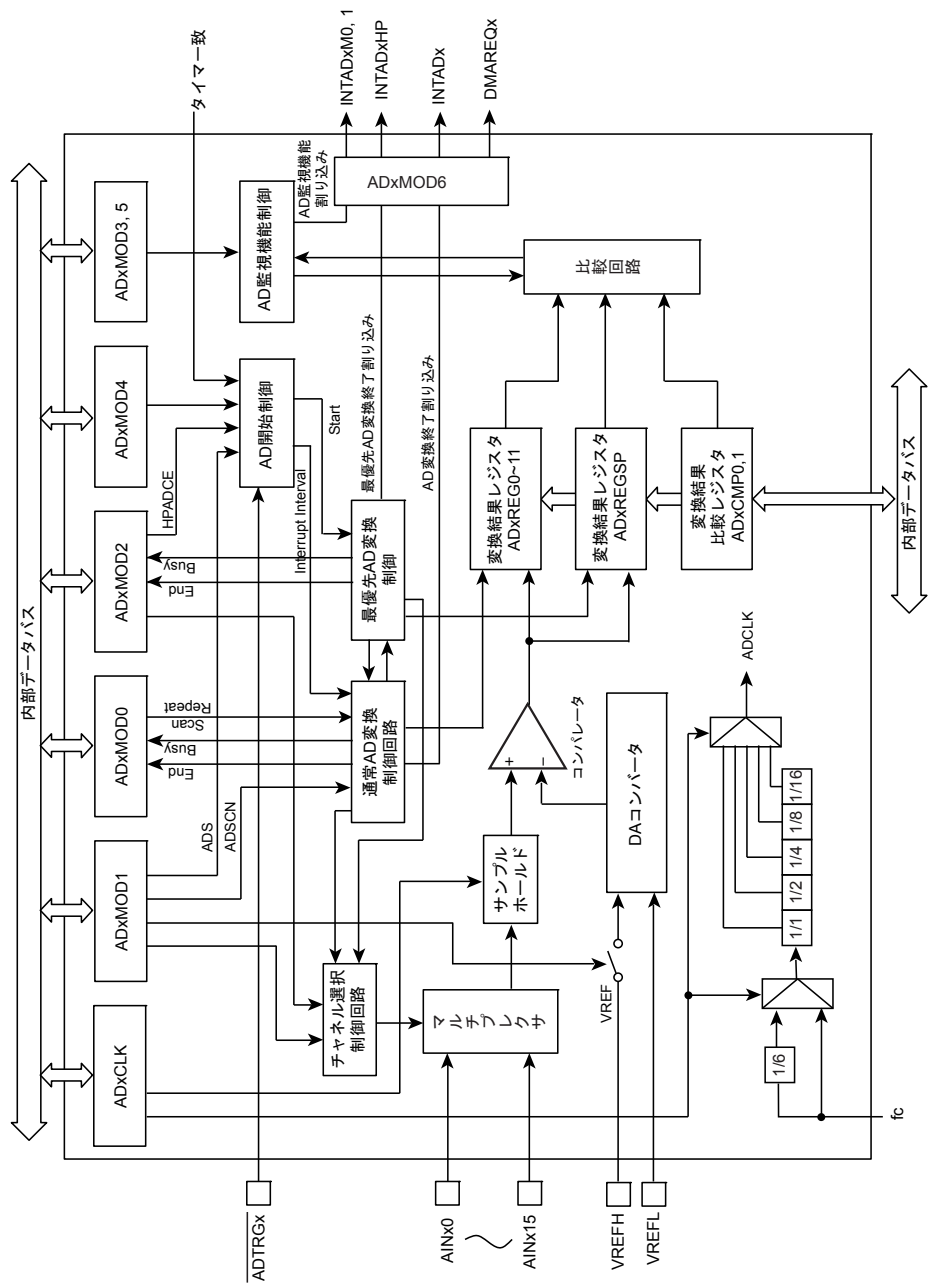 内部データバス
ADxCLK
ADxMOD1
ADxMOD0
ADxMOD2
ADxMOD4
ADxMOD3, 5
ADS
ADSCN
End
Busy
Scan
Repeat
End
Busy
HPADCE
タイマー一致
ADTRGx
AD開始制御
AD監視機能制御
AD監視機能
割り込み
Interrupt Interval
Start
チャネル選択
制御回路
通常AD変換
制御回路
最優先AD変換
制御
最優先AD変換終了割り込み
AD変換終了割り込み
ADxMOD6
INTADxM0, 1
INTADxHP
INTADx
DMAREQx
AINx0
AINx15
マルチプレクサ
サンプル
ホールド
コンパレータ
+
−
変換結果レジスタ
ADxREG0~11
変換結果レジスタ
ADxREGSP
変換結果
比較レジスタ
ADxCMP0,1
比較回路
VREFH
VREFL
VREF
DAコンバータ
fc
1/6
1/1
1/2
1/4
1/8
1/16
ADCLK
内部データバス